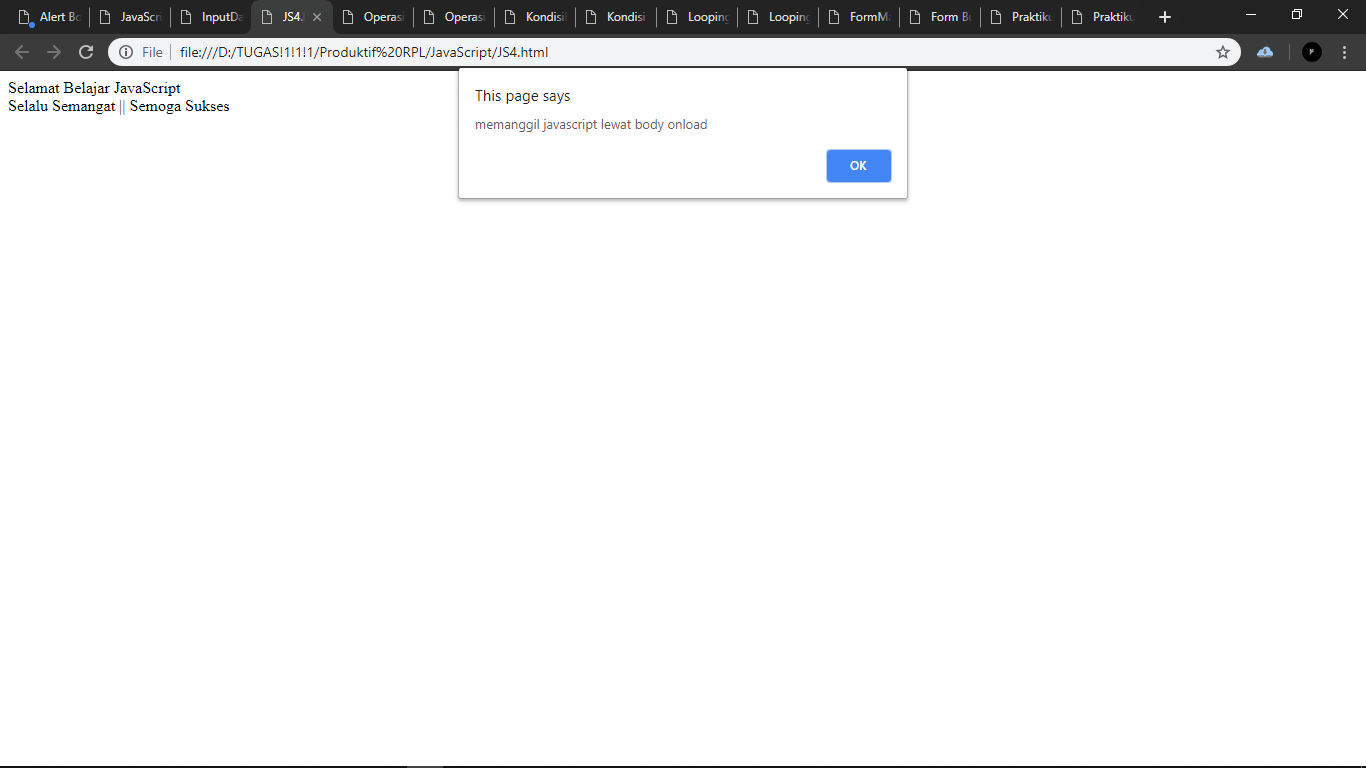 Alert Bo JavaScri InputDa JS4. Operasi Operasi Kondisi Kondisi Looping Looping FormMa Form Bu Praktiku Praktiku
File file:///D:/TUGAS!1!1!1/Produktif%20RPL/JavaScript/JS4.html
Selamat Belajar JavaScript
Selalu Semangat || Semoga Sukses
This page says
memanggil javascript lewat body onload
OK